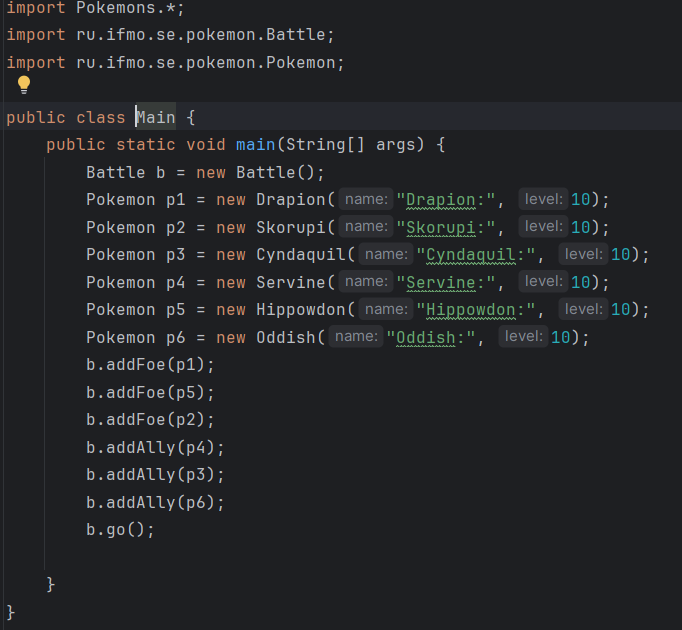 import Pokemons.*;
import ru.ifmo.se.pokemon.Battle;
import ru.ifmo.se.pokemon.Pokemon;
public class Main {
public static void main(String[] args) {
Battle b = new Battle();
Pokemon p1 = new Drapion( name: "Drapion:", level: 10);
Pokemon p2 = new Skorupi( name: "Skorupi:", level: 10);
Pokemon p3 = new Cyndaquil( name: "Cyndaquil:", level: 10);
Pokemon p4 = new Servine( name: "Servine:", level: 10);
Pokemon p5 = new Hippowdon( name: "Hippowdon:", level: 10);
Pokemon p6 = new Oddish( name: "Oddish:", level: 10);
b.addFoe(p1);
b.addFoe(p5);
b.addFoe(p2);
b.addAlly(p4);
b.addAlly(p3);
b.addAlly(p6);
b.go();
}
}